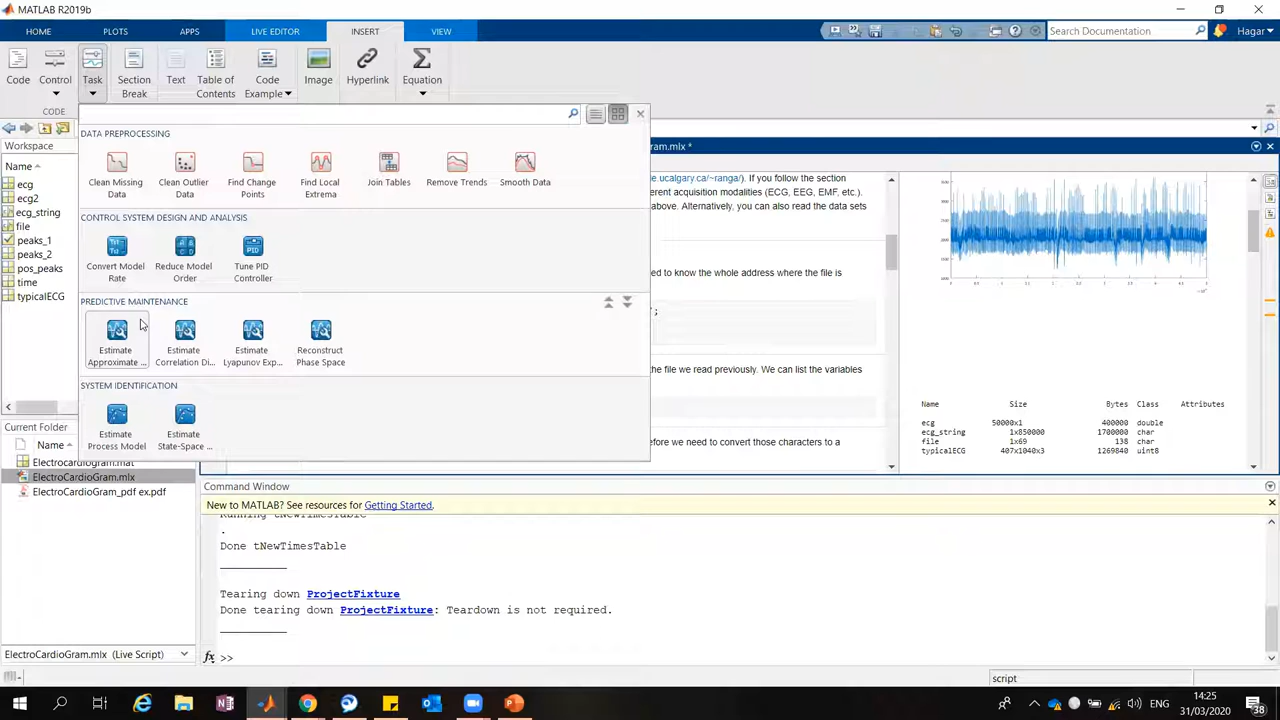 MATLAB R2019b
HOME PLOTS APPS LIVE EDITOR INSERT VIEW
Search Documentation
Hagar
Code Control Task Section Break Text Table of Contents Code Example Image Hyperlink Equation
CODE
gram.mlx *
Workspace
Name
ecg
ecg2
ecg_string
file
peaks_1
peaks_2
pos_peaks
time
typicalECG
DATA PREPROCESSING
Clean Missing Data
Clean Outlier Data
Find Change Points
Find Local Extrema
Join Tables
Remove Trends
Smooth Data
CONTROL SYSTEM DESIGN AND ANALYSIS
Convert Model Rate
Reduce Model Order
Tune PID Controller
PREDICTIVE MAINTENANCE
Estimate Approximate ...
Estimate Correlation Di...
Estimate Lyapunov Exp...
Reconstruct Phase Space
SYSTEM IDENTIFICATION
Estimate Process Model
Estimate State-Space ...
e.ucalgary.ca/~ranga/). If you follow the section
erent acquisition modalities (ECG, EEG, EMF, etc.).
above. Alternatively, you can also read the data sets
ed to know the whole address where the file is
';
the file we read previously. We can list the variables
efore we need to convert those characters to a
Name Size Bytes Class Attributes
ecg 50000x1 400000 double
ecg_string 1x850000 1700000 char
file 1x69 138 char
typicalECG 407x1040x3 1269840 uint8
Current Folder
Name
ElectrocardioGram.mat
ElectroCardioGram.mlx
ElectroCardioGram_pdf ex.pdf
ElectroCardioGram.mlx (Live Script)
Command Window
New to MATLAB? See resources for Getting Started.
Running tNewTimesTable
.
Done tNewTimesTable
__________
Tearing down ProjectFixture
Done tearing down ProjectFixture: Teardown is not required.
__________
fx >>
script
ENG
14:25
31/03/2020
38